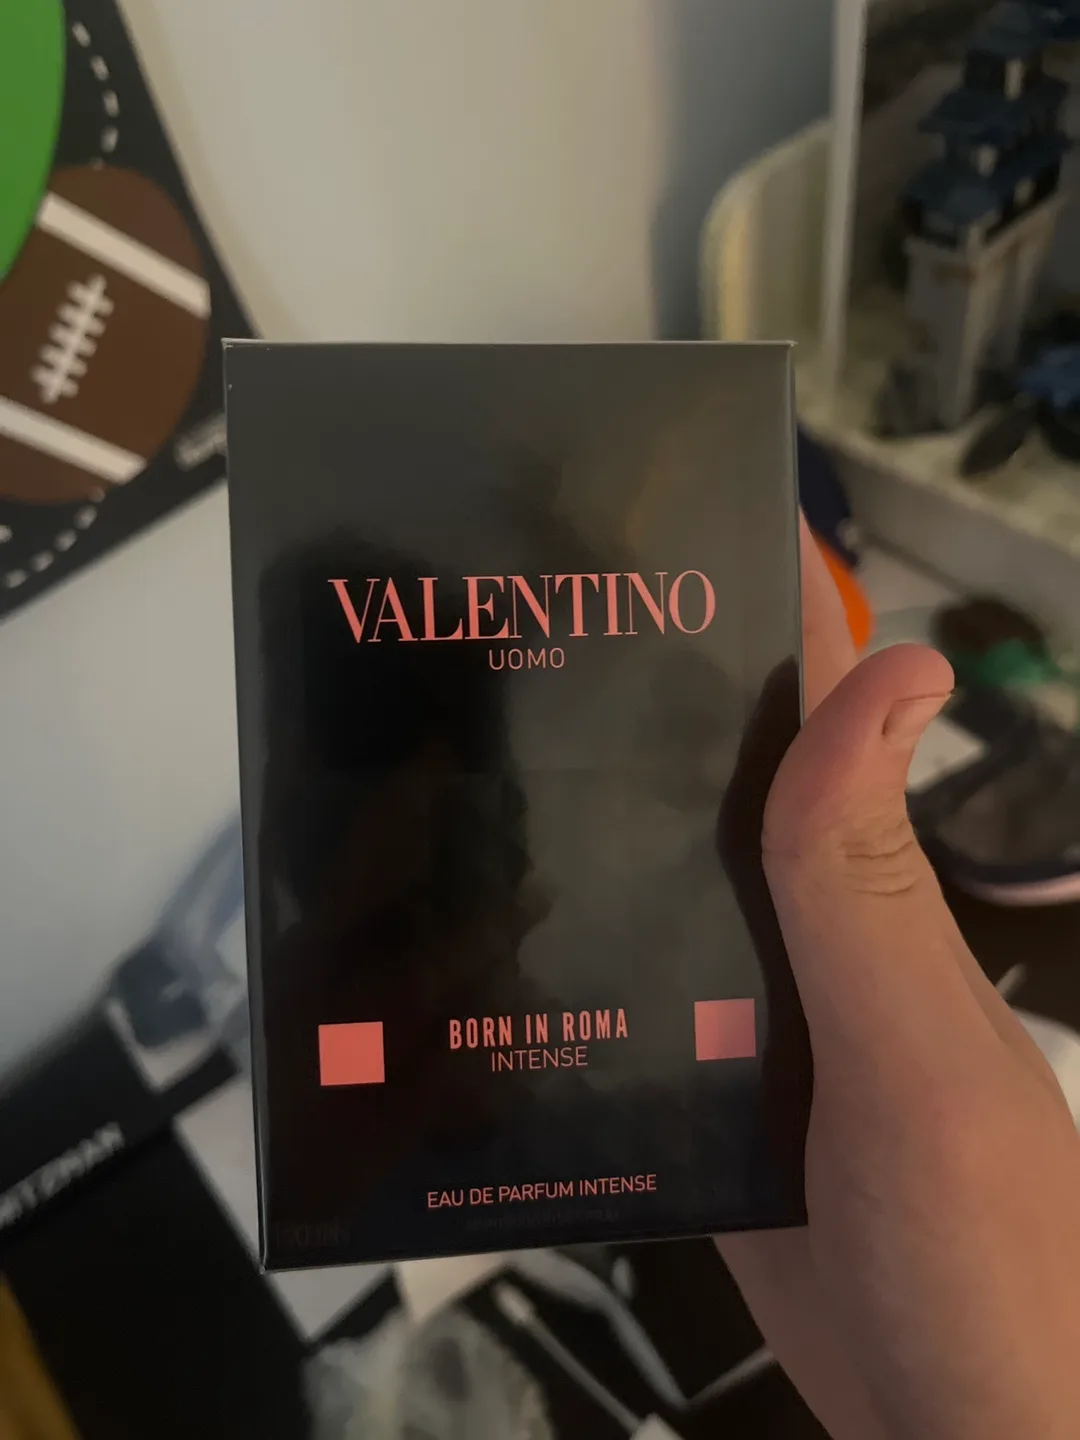 VALENTINO
UOMO
BORN IN ROMA
INTENSE
EAU DE PARFUM INTENSE